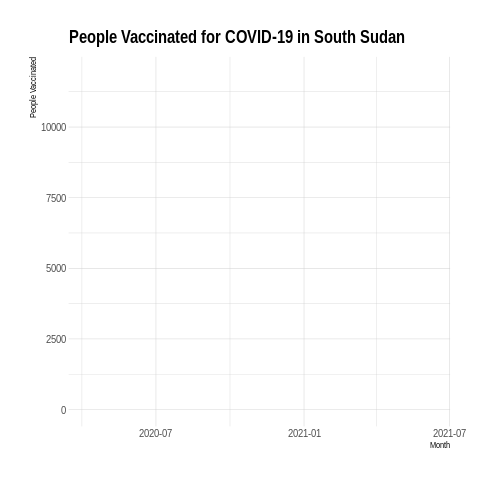 People Vaccinated for COVID-19 in South Sudan
People Vaccinated
10000
7500
5000
2500
0
2020-07
2021-01
2021-07
Month